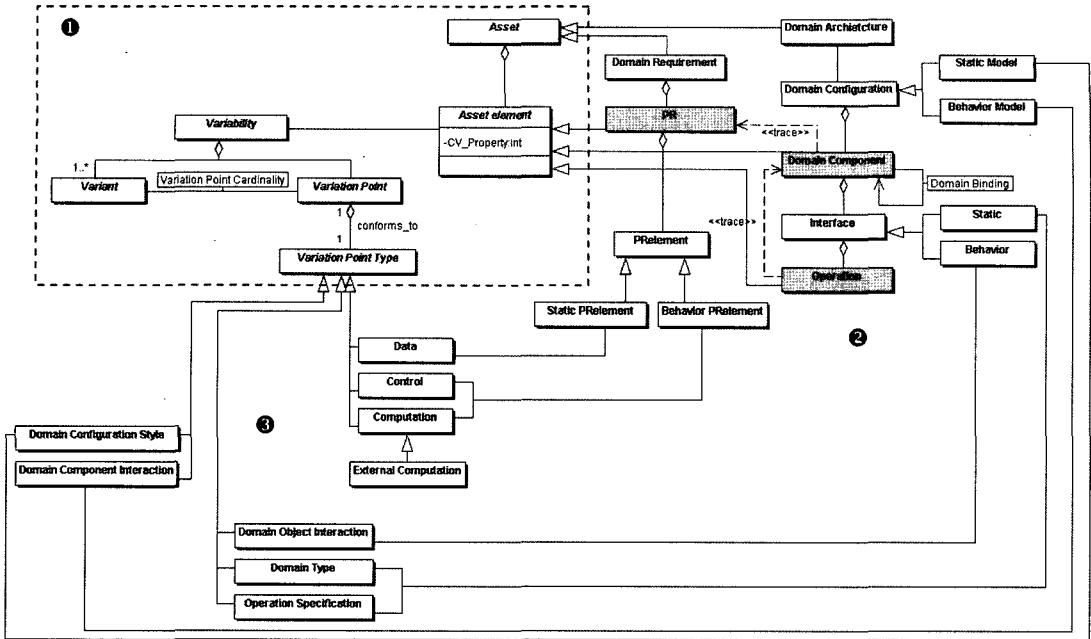 ❶
Asset
Domain Archietcture
Domain Requirement
Static Model
Domain Configuration
Behavior Model
Asset element
-CV_Property:int
PR
Variability
<<trace>>
1..*
Variation Point Cardinality
Variant
Variation Point
Domain Component
Domain Binding
1
conforms_to
1
<<trace>>
Interface
Static
Behavior
PRelement
Variation Point Type
Operation
Static PRelement
Behavior PRelement
❷
Data
Control
Computation
❸
Domain Configuration Style
Domain Component Interaction
External Computation
Domain Object Interaction
Domain Type
Operation Specification